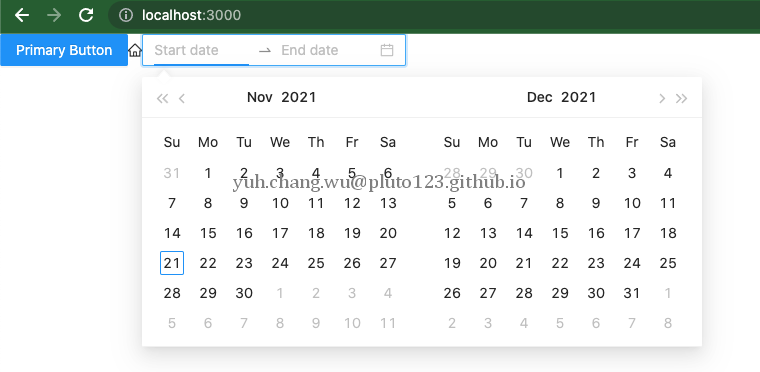 localhost:3000
Primary Button Start date → End date
« ‹ Nov 2021 Dec 2021 › »
Su Mo Tu We Th Fr Sa Su Mo Tu We Th Fr Sa
31 1 2 3 4 5 6 28 29 30 1 2 3 4
yuh.chang.wu@pluto123.github.io
7 8 9 10 11 12 13 5 6 7 8 9 10 11
14 15 16 17 18 19 20 12 13 14 15 16 17 18
21 22 23 24 25 26 27 19 20 21 22 23 24 25
28 29 30 1 2 3 4 26 27 28 29 30 31 1
5 6 7 8 9 10 11 2 3 4 5 6 7 8